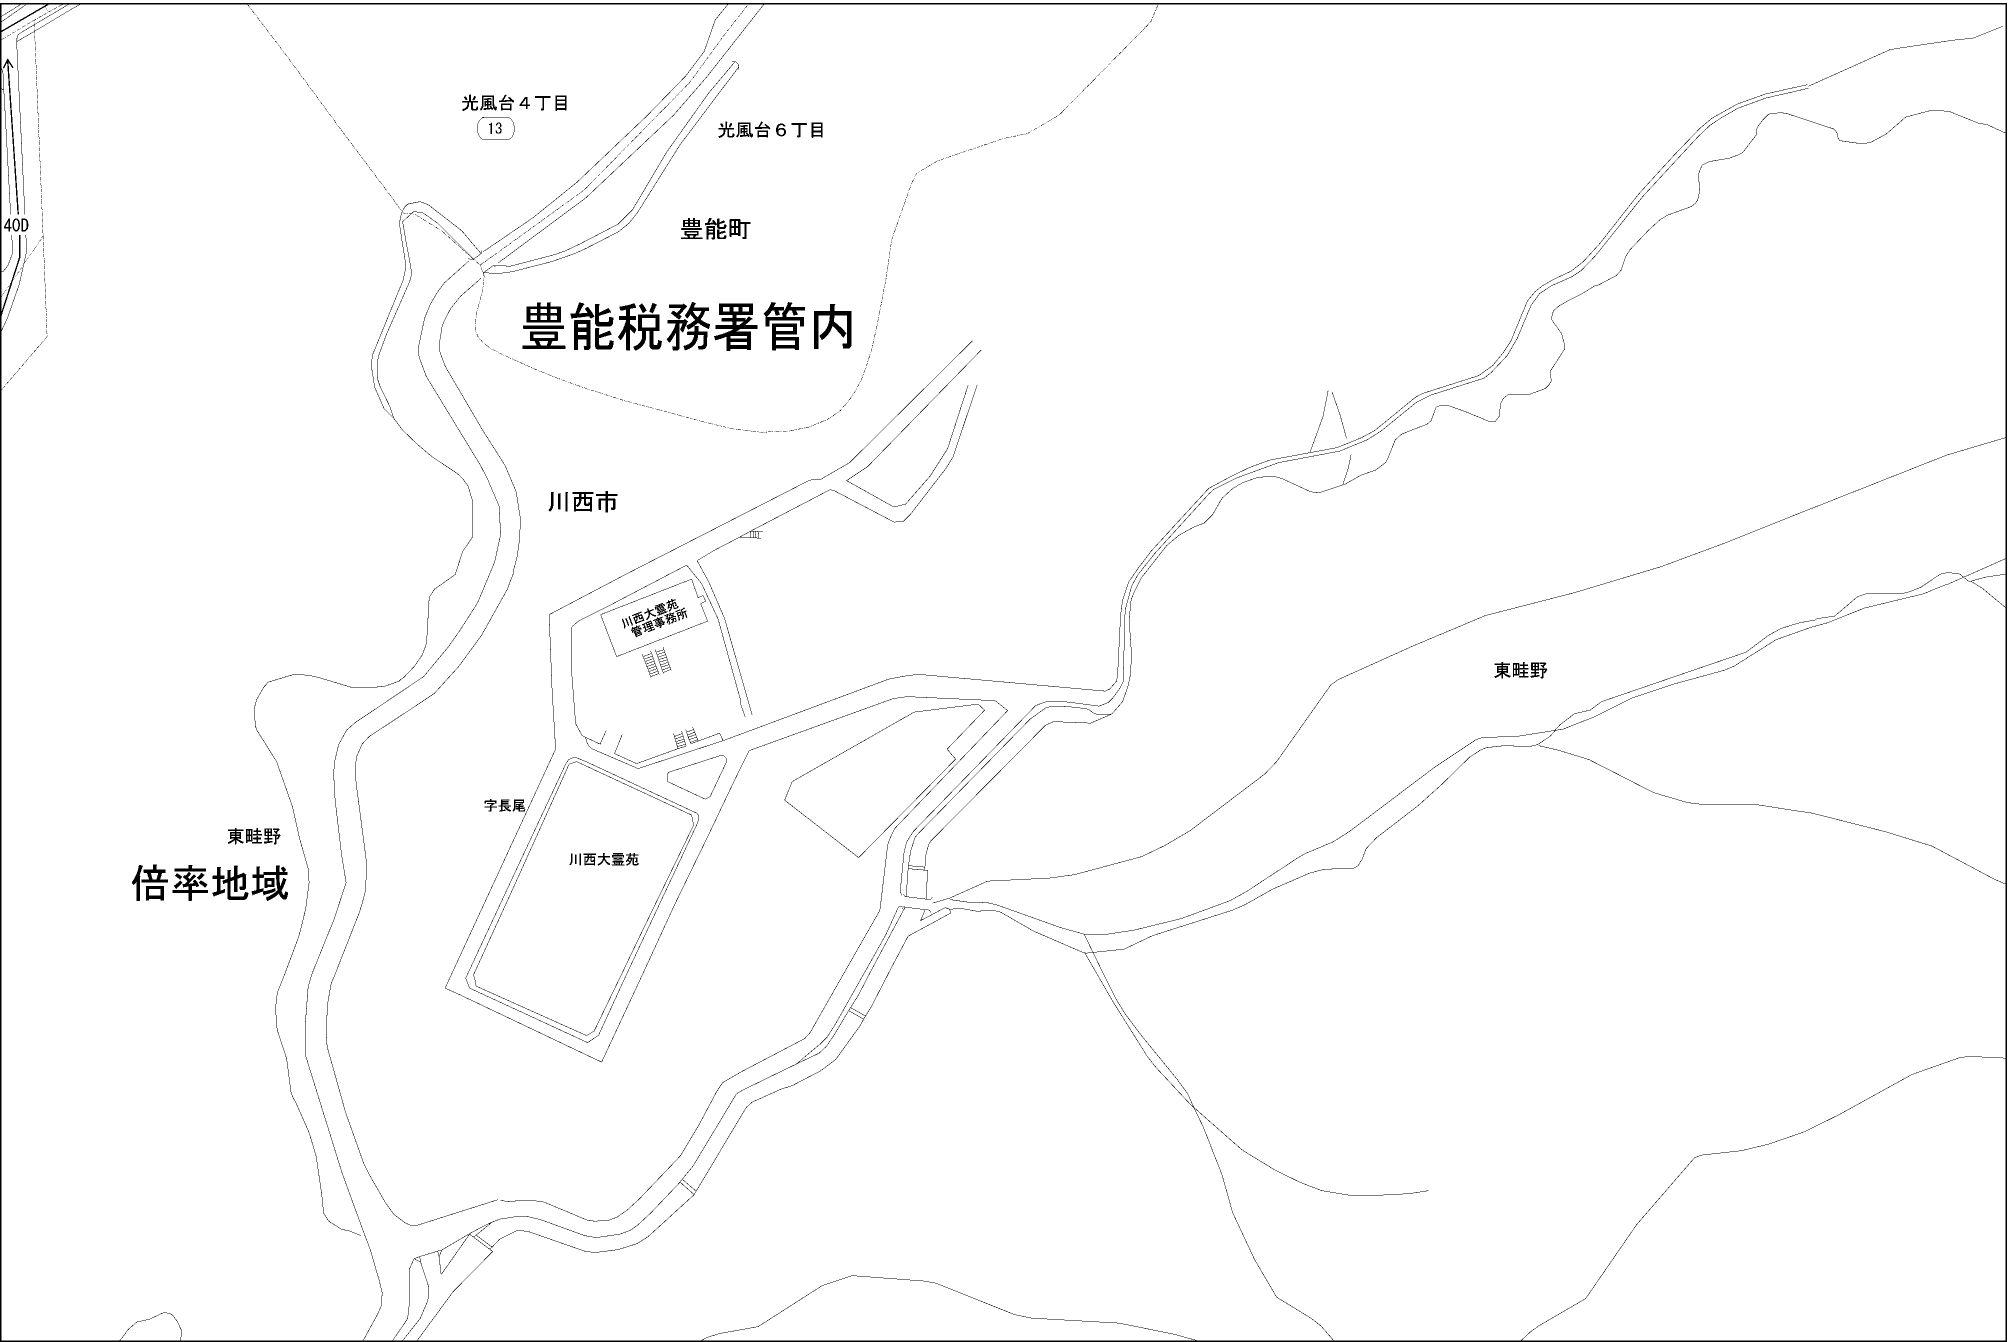 光風台４丁目
13
光風台６丁目
40D
豊能町
豊能税務署管内
川西市
川西大霊苑
管理事務所
東畦野
字長尾
東畦野
川西大霊苑
倍率地域